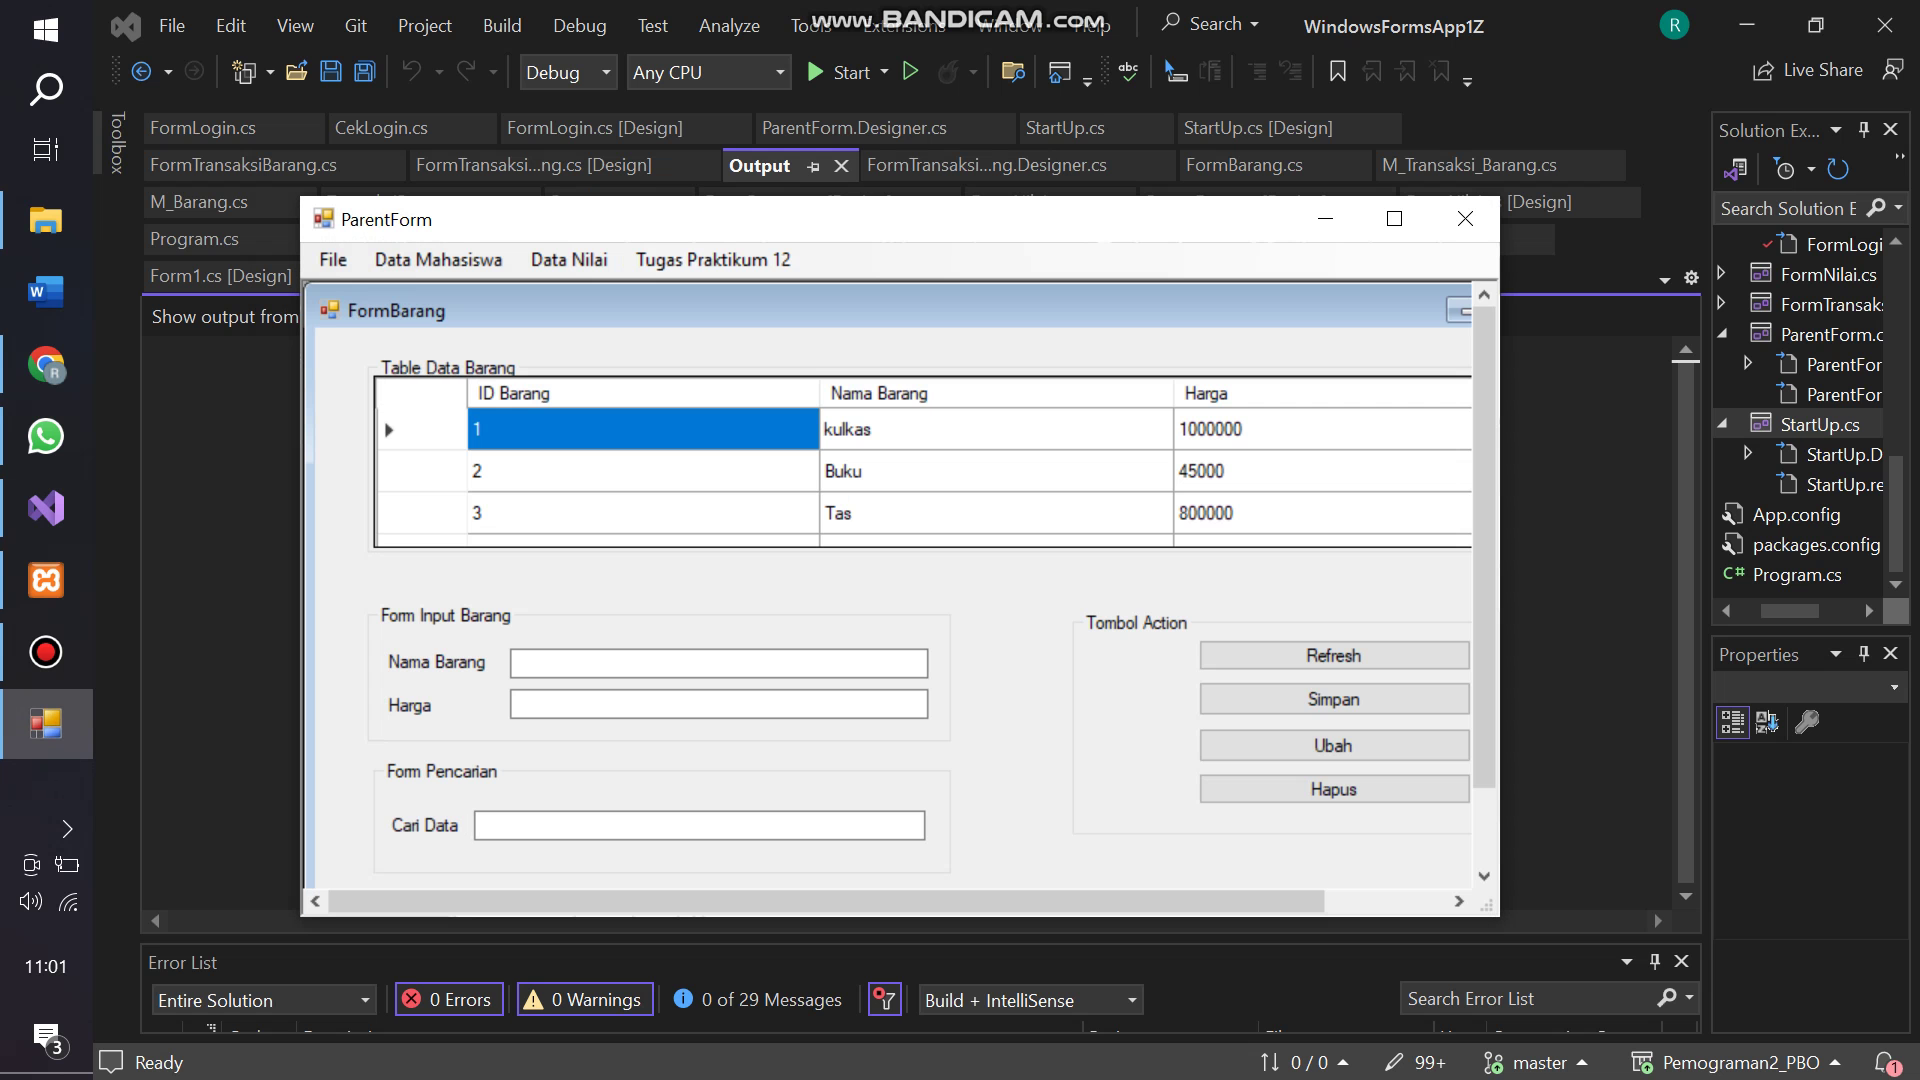 File Edit View Git Project Build Debug Test Analyze Tools Extensions Window Help Search WindowsFormsApp1Z R
www.BANDICAM.com
Debug Any CPU Start Live Share
Toolbox
FormLogin.cs CekLogin.cs FormLogin.cs [Design] ParentForm.Designer.cs StartUp.cs StartUp.cs [Design]
FormTransaksiBarang.cs FormTransaksi...ng.cs [Design] Output FormTransaksi...ng.Designer.cs FormBarang.cs M_Transaksi_Barang.cs
M_Barang.cs [Design]
Program.cs
Form1.cs [Design]
Show output from
ParentForm
File Data Mahasiswa Data Nilai Tugas Praktikum 12
FormBarang
Table Data Barang
ID Barang Nama Barang Harga
1 kulkas 1000000
2 Buku 45000
3 Tas 800000
Form Input Barang
Nama Barang
Harga
Form Pencarian
Cari Data
Tombol Action
Refresh
Simpan
Ubah
Hapus
Solution Ex...
Search Solution E
FormLogi
FormNilai.cs
FormTransaks
ParentForm.c
ParentFor
ParentFor
StartUp.cs
StartUp.D
StartUp.re
App.config
packages.config
C# Program.cs
Properties
Error List
Entire Solution 0 Errors 0 Warnings 0 of 29 Messages Build + IntelliSense Search Error List
Ready 0 / 0 99+ master Pemograman2_PBO 1
11:01
3